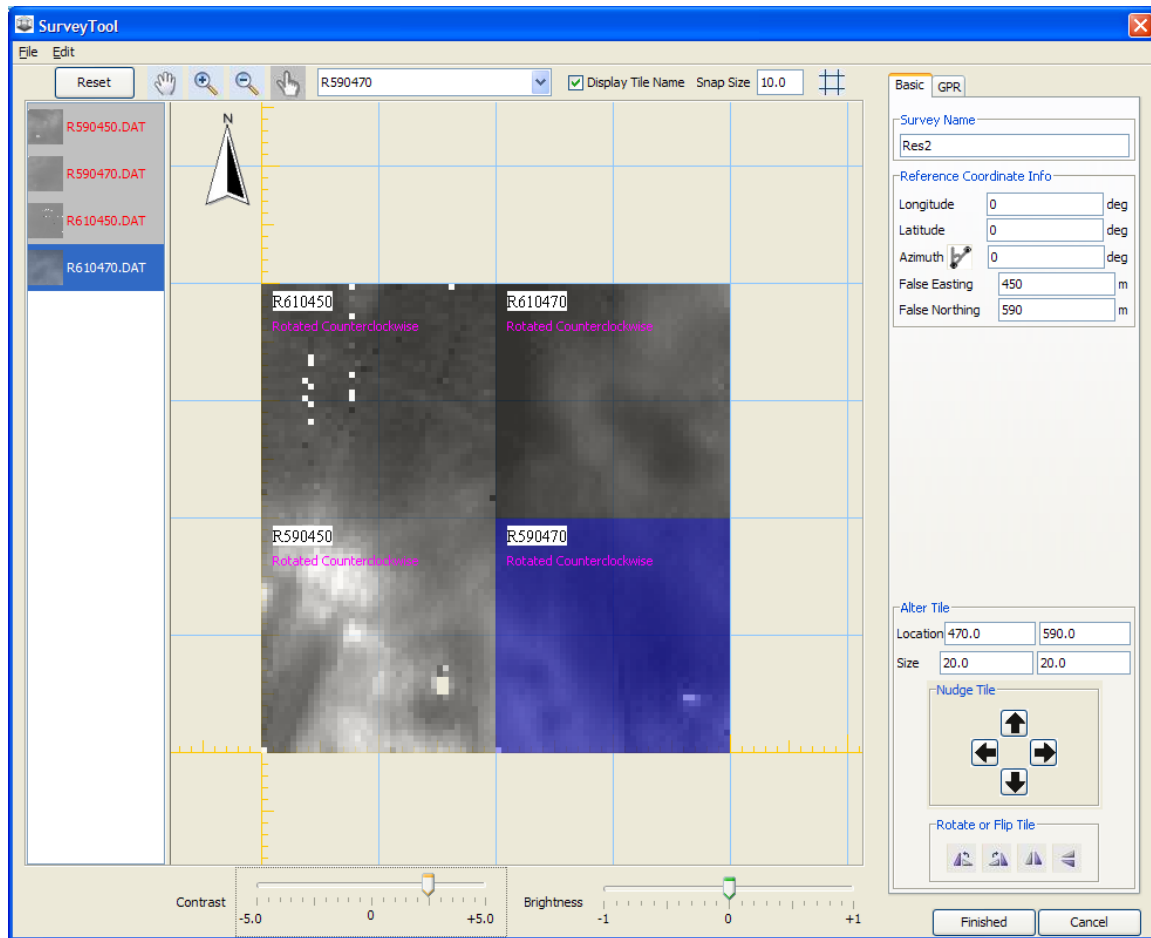 SurveyTool
File Edit
Reset R590470 Display Tile Name Snap Size 10.0
R590450.DAT
R590470.DAT
R610450.DAT
R610470.DAT
N
R610450 R610470
Rotated Counterclockwise Rotated Counterclockwise
R590450 R590470
Rotated Counterclockwise Rotated Counterclockwise
Contrast -5.0 0 +5.0 Brightness -1 0 +1
Basic GPR
Survey Name
Res2
Reference Coordinate Info
Longitude 0 deg
Latitude 0 deg
Azimuth 0 deg
False Easting 450 m
False Northing 590 m
Alter Tile
Location 470.0 590.0
Size 20.0 20.0
Nudge Tile
Rotate or Flip Tile
Finished Cancel